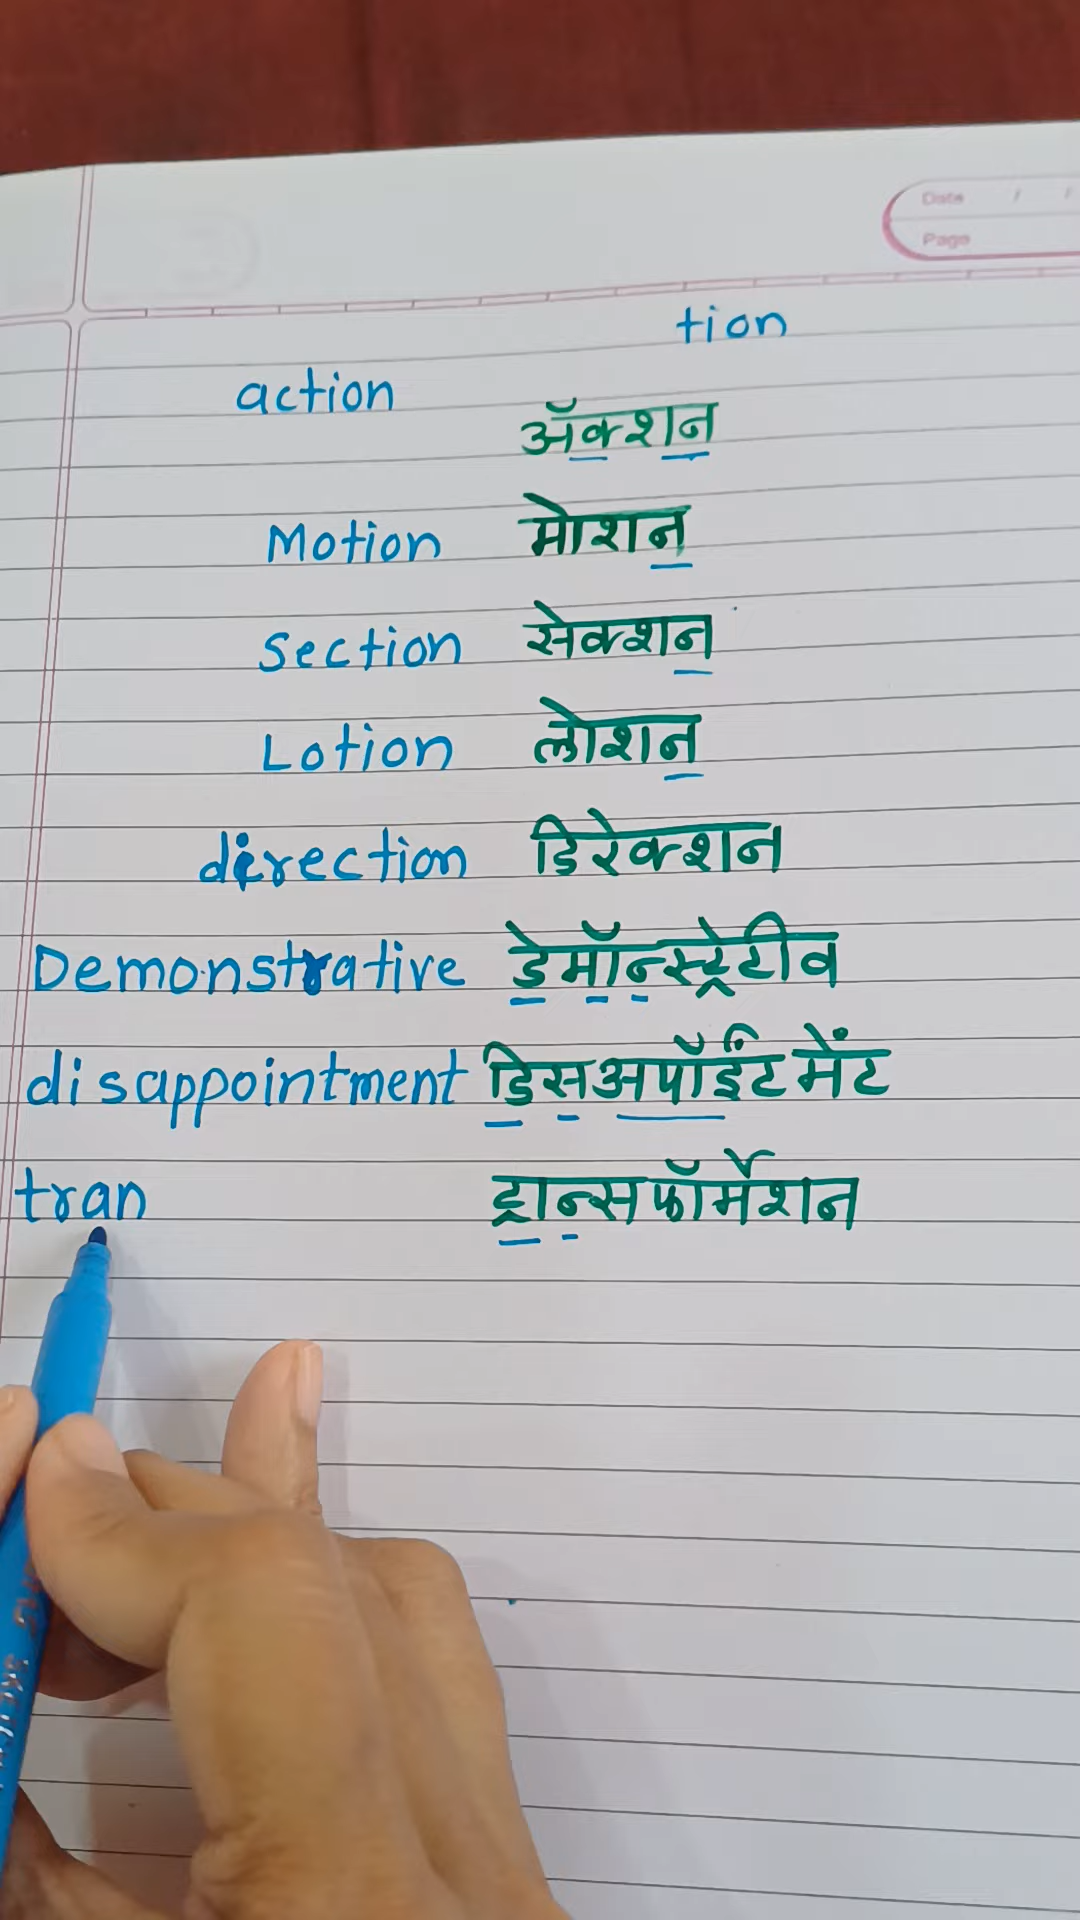 Date / /
Page
tion
action
ॲक्शन
Motion मोशन
section सेक्शन
Lotion लोशन
direction डिरेक्शन
Demonstrative डेमॉन्स्ट्रेटीव
disappointment डिसअपॉईंटमेंट
tran ट्रान्सफॉर्मेशन